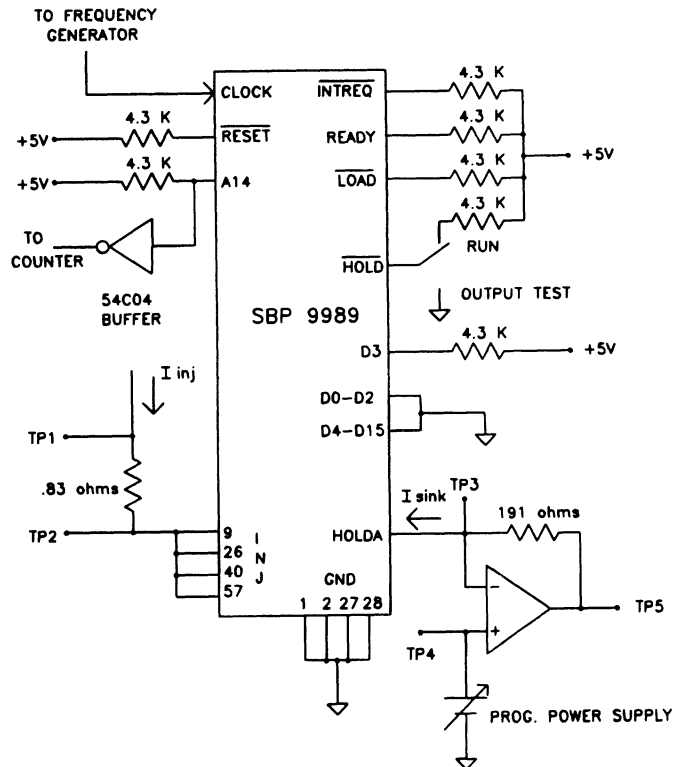 TO FREQUENCY
GENERATOR
CLOCK
INTREQ
4.3 K
+5V
4.3 K
RESET
READY
4.3 K
+5V
4.3 K
A14
LOAD
4.3 K
+5V
4.3 K
RUN
TO
COUNTER
HOLD
54C04
BUFFER
OUTPUT TEST
SBP 9989
D3
4.3 K
+5V
I inj
D0-D2
TP1
D4-D15
.83 ohms
TP2
I sink
TP3
191 ohms
HOLDA
9
26
40
57
I
N
J
GND
1
2
27
28
-
+
TP5
TP4
PROG. POWER SUPPLY